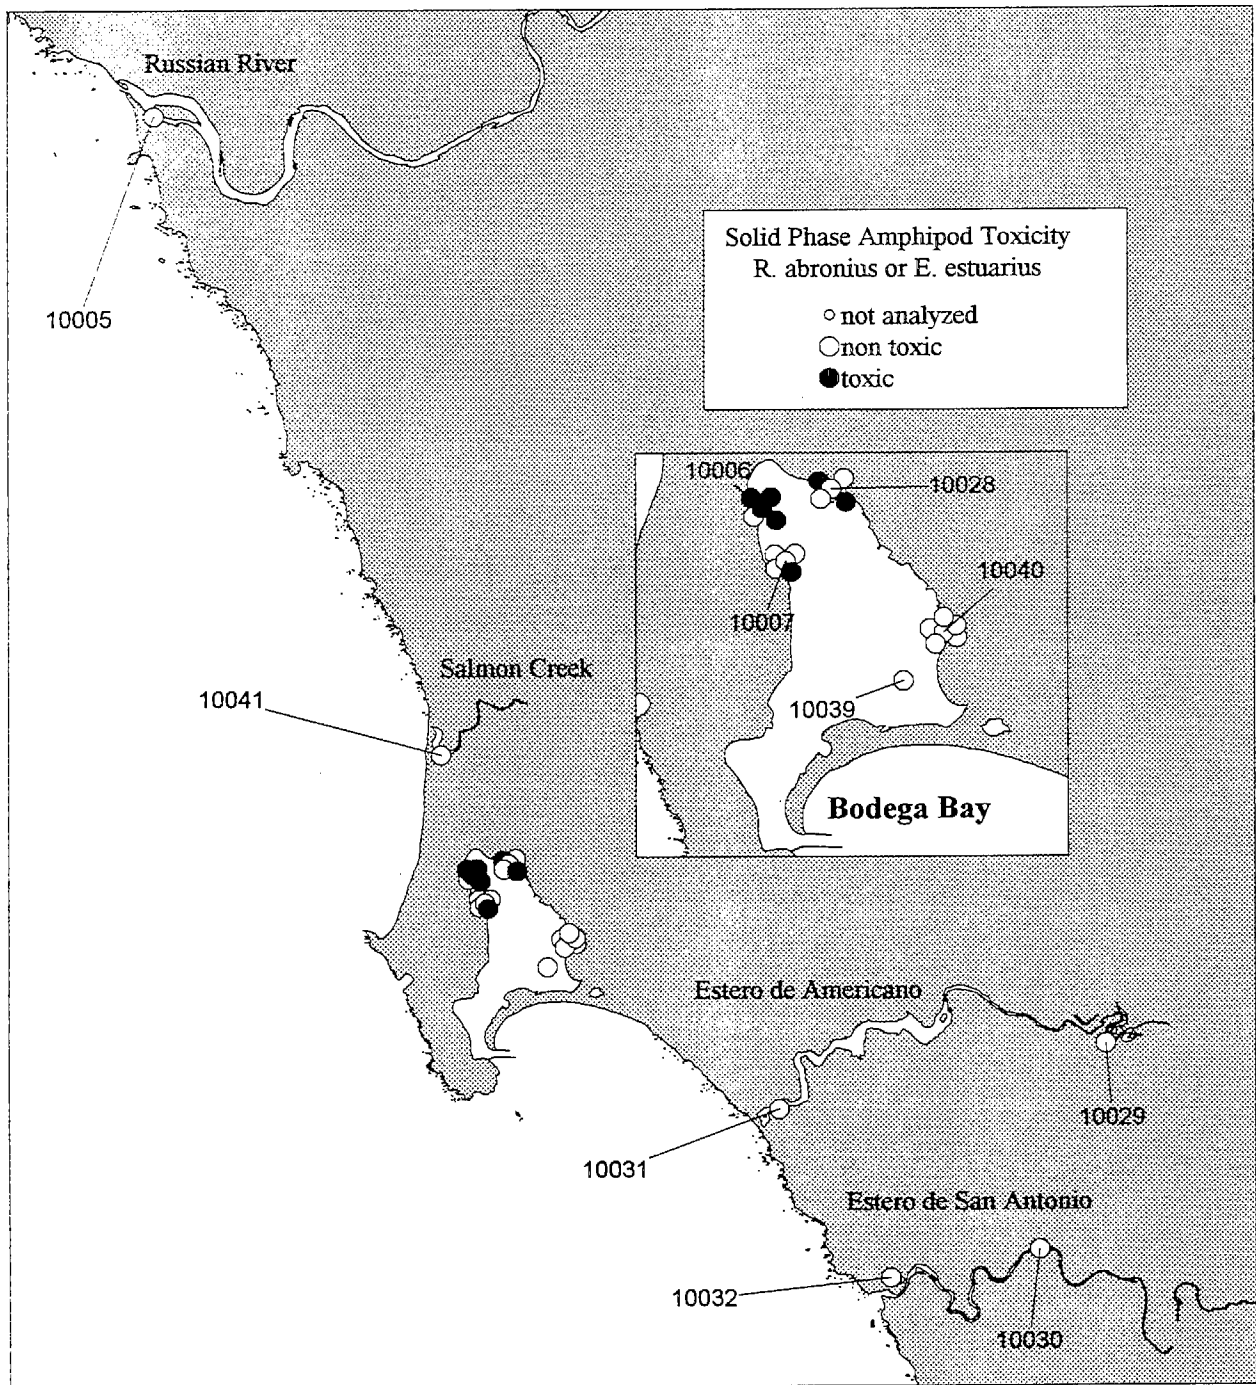 Russian River
10005
Solid Phase Amphipod Toxicity
R. abronius or E. estuarius
not analyzed
non toxic
toxic
10006
10028
10040
10007
10039
Bodega Bay
Salmon Creek
10041
Estero de Americano
10029
10031
Estero de San Antonio
10032
10030